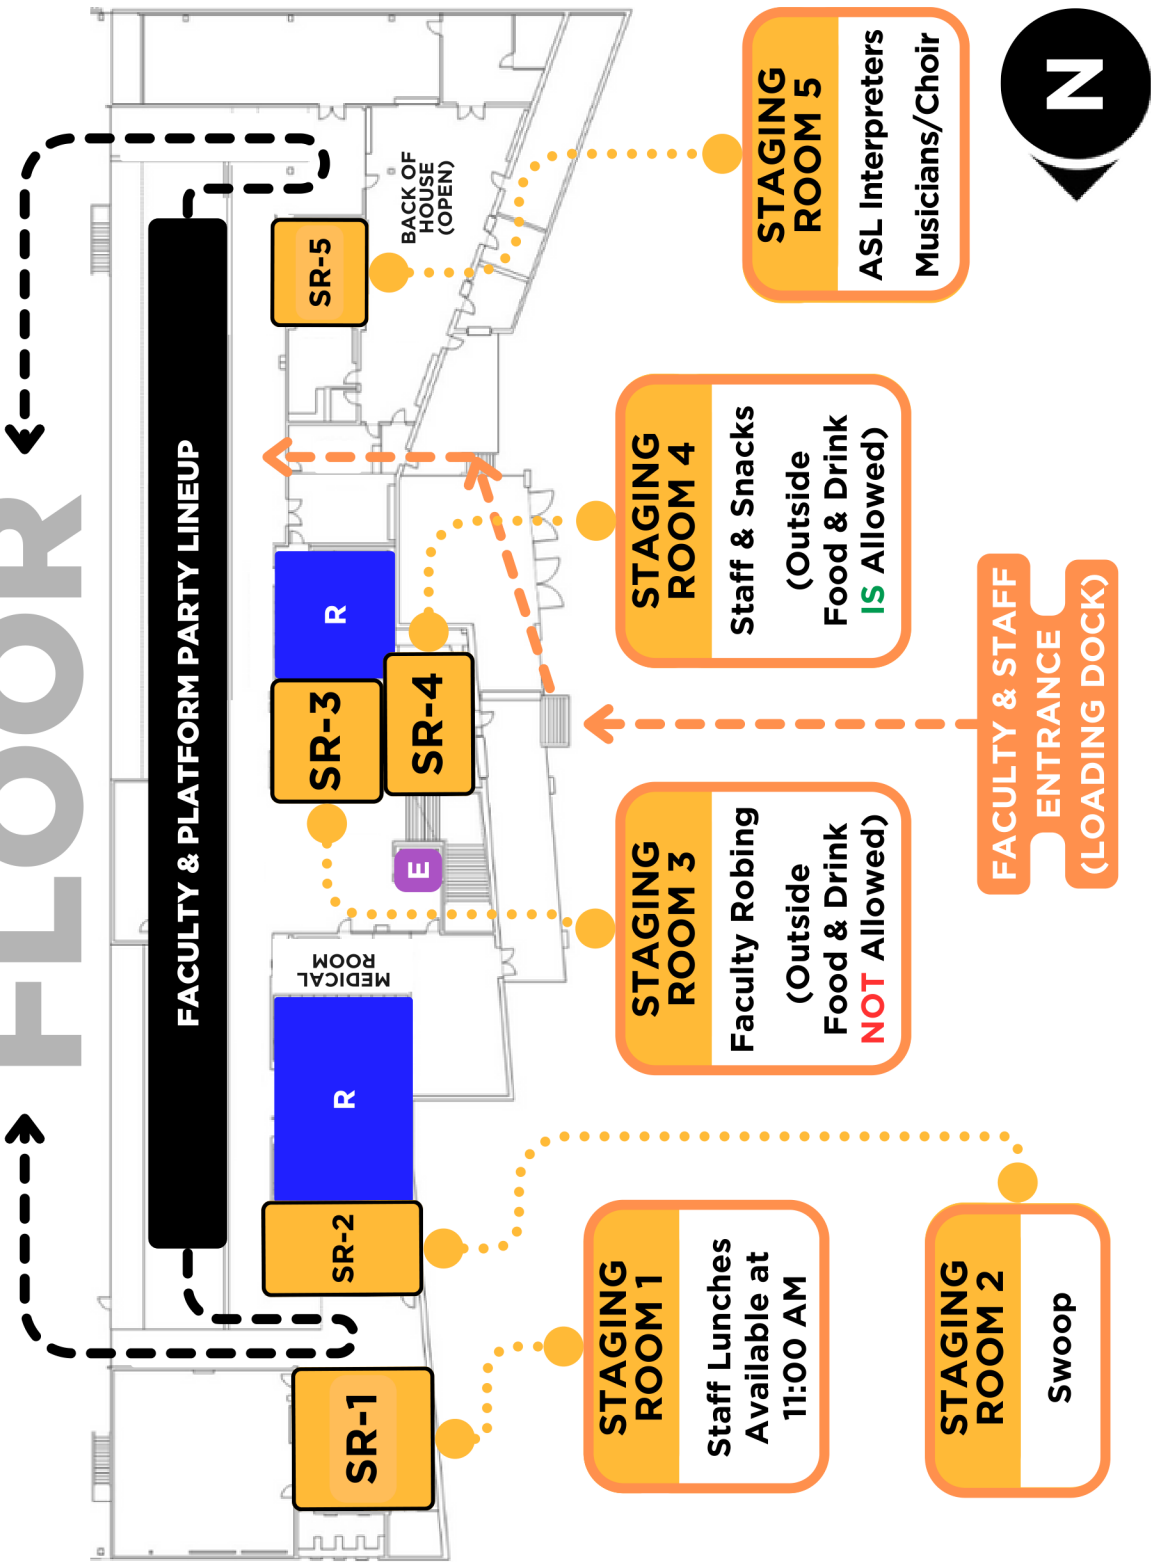 FLOOR
FACULTY & PLATFORM PARTY LINEUP
SR-1
SR-2
R
MEDICAL
ROOM
E
SR-3
SR-4
R
SR-5
BACK OF
HOUSE
(OPEN)
STAGING
ROOM 1
Staff Lunches
Available at
11:00 AM
STAGING
ROOM 2
Swoop
STAGING
ROOM 3
Faculty Robing
(Outside
Food & Drink
NOT Allowed)
STAGING
ROOM 4
Staff & Snacks
(Outside
Food & Drink
IS Allowed)
STAGING
ROOM 5
ASL Interpreters
Musicians/Choir
FACULTY & STAFF
ENTRANCE
(LOADING DOCK)
N